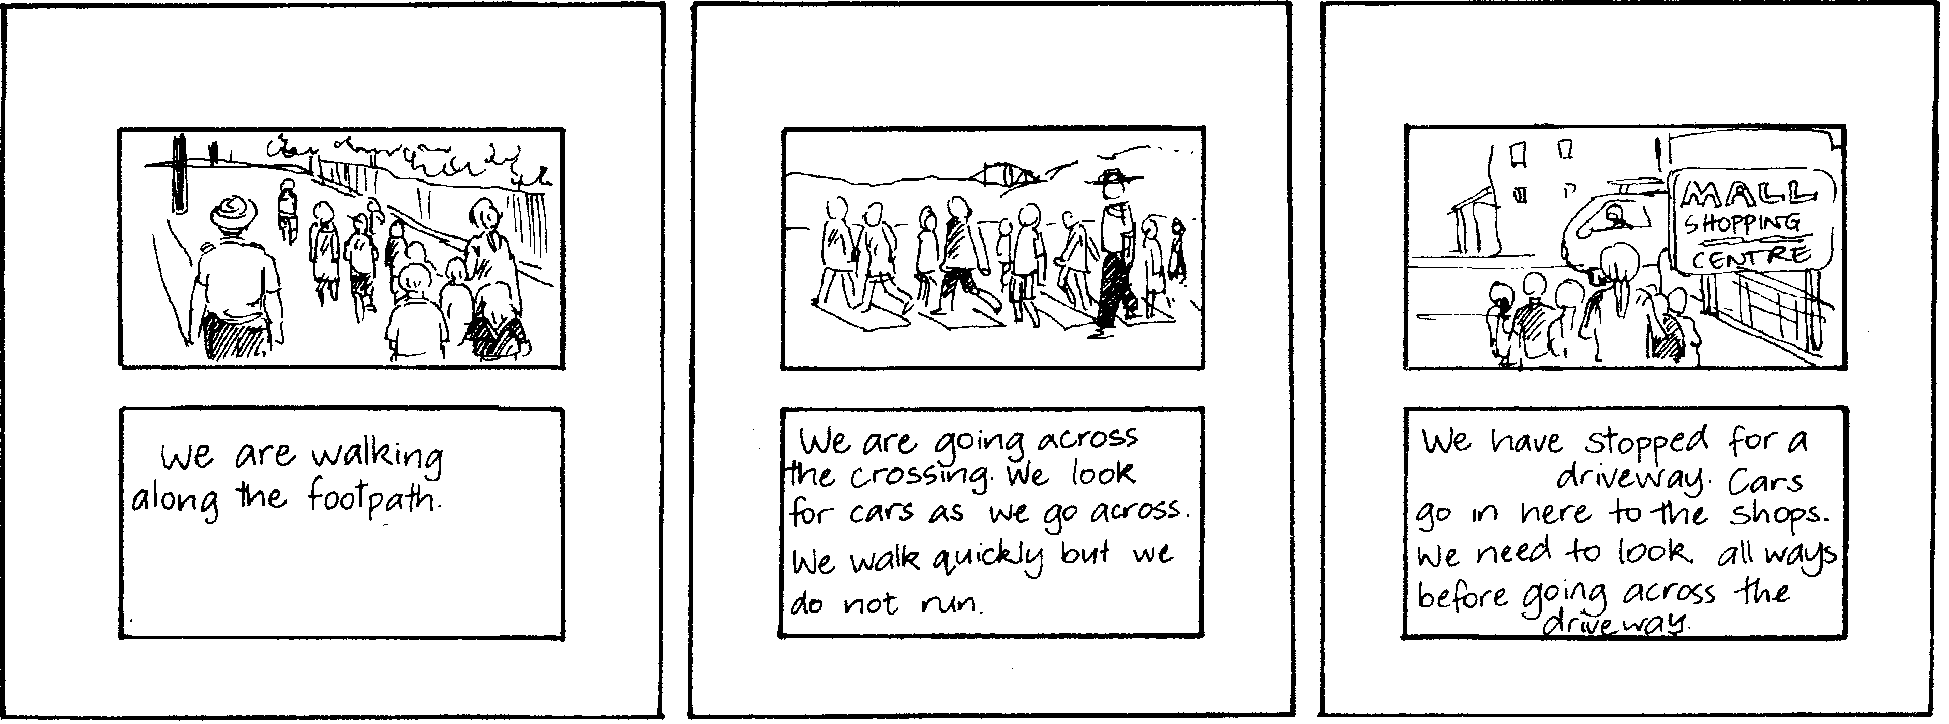 We are walking
along the footpath.
We are going across
the crossing. We look
for cars as we go across.
We walk quickly but we
do not run.
MALL
SHOPPING
CENTRE
We have stopped for a
driveway. Cars
go in here to the shops.
We need to look all ways
before going across the
driveway.